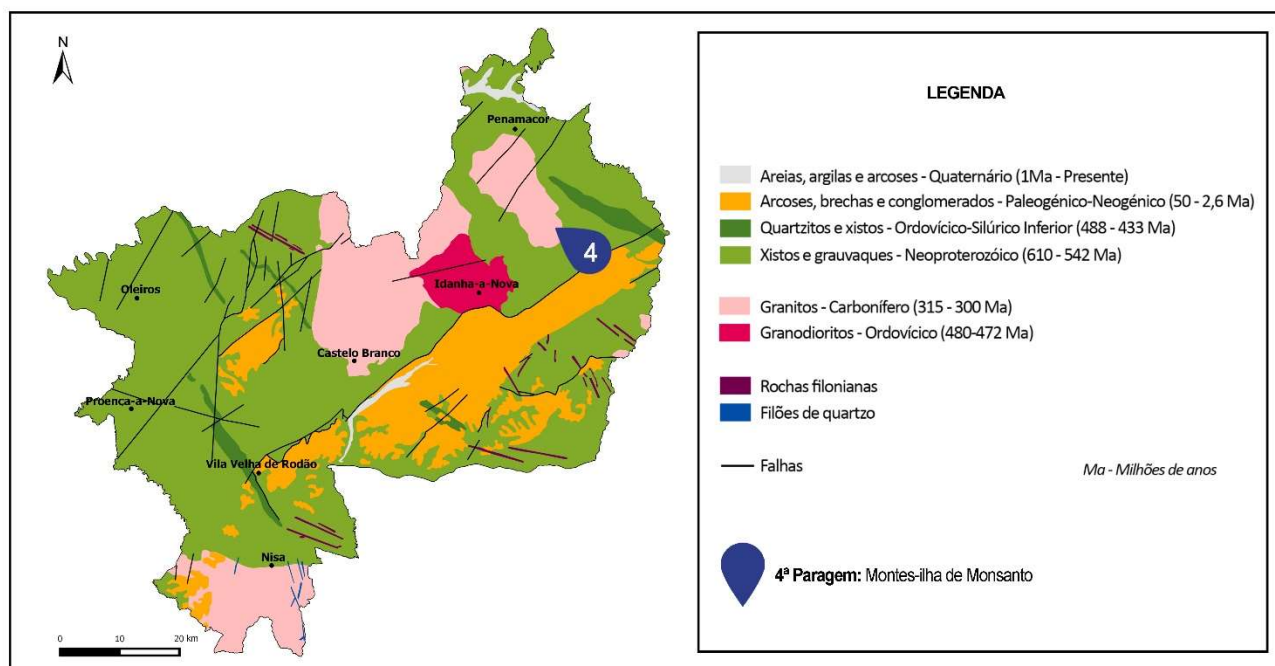 N
Penamacor
4
Oleiros
Idanha-a-Nova
Castelo Branco
Proença-a-Nova
Vila Velha de Rodão
Nisa
0 10 20 km
LEGENDA
Areias, argilas e arcoses - Quaternário (1Ma - Presente)
Arcoses, brechas e conglomerados - Paleogénico-Neogénico (50 - 2,6 Ma)
Quartzitos e xistos - Ordovícico-Silúrico Inferior (488 - 433 Ma)
Xistos e grauvaques - Neoproterozóico (610 - 542 Ma)
Granitos - Carbonífero (315 - 300 Ma)
Granodioritos - Ordovícico (480-472 Ma)
Rochas filonianas
Filões de quartzo
Falhas
Ma - Milhões de anos
4ª Paragem: Montes-ilha de Monsanto